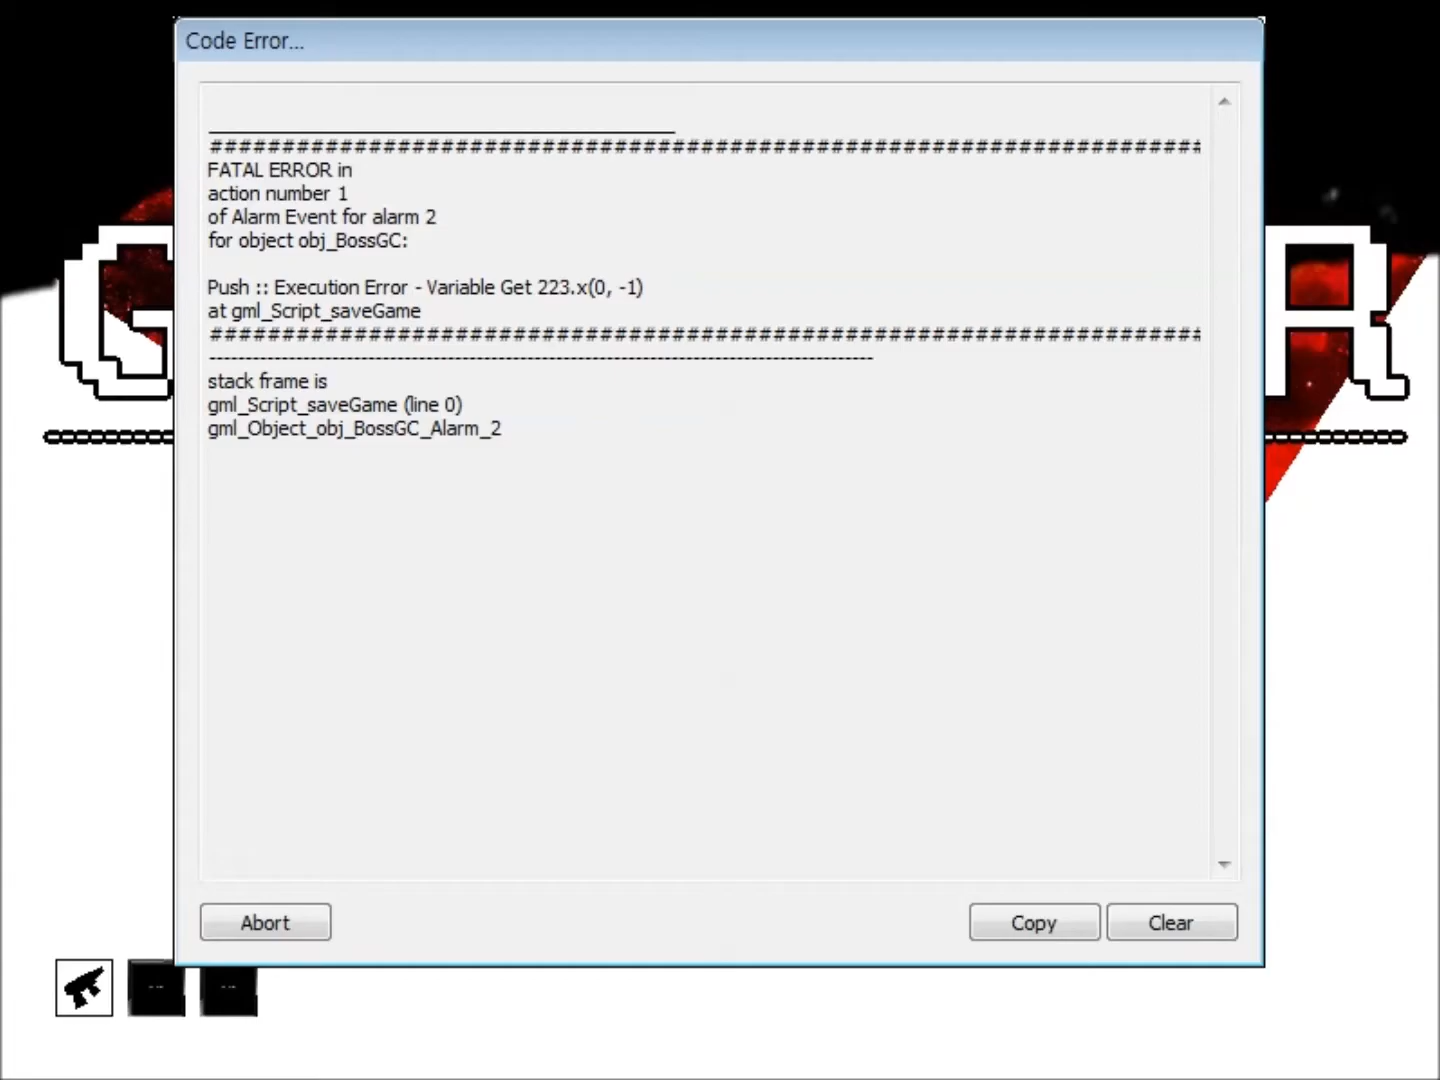 Code Error...
_____________________________________________
#####################################################################
FATAL ERROR in
action number 1
of Alarm Event for alarm 2
for object obj_BossGC:
Push :: Execution Error - Variable Get 223.x(0, -1)
at gml_Script_saveGame
#####################################################################
--------------------------------------------------------------------------------------------
stack frame is
gml_Script_saveGame (line 0)
gml_Object_obj_BossGC_Alarm_2
G
R
Abort
Copy
Clear